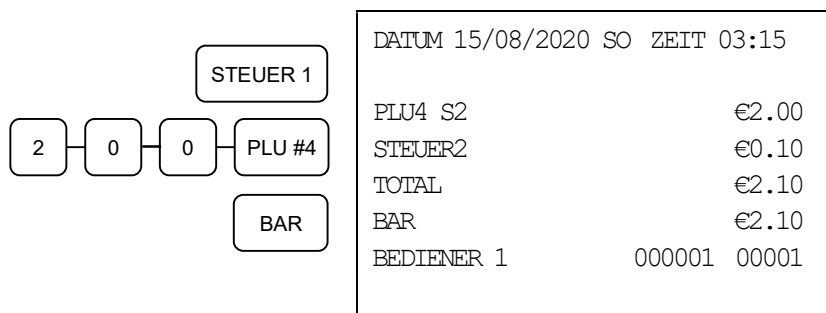 STEUER 1
2 0 0 PLU #4
BAR
DATUM 15/08/2020 SO ZEIT 03:15
PLU4 S2 €2.00
STEUER2 €0.10
TOTAL €2.10
BAR €2.10
BEDIENER 1 000001 00001